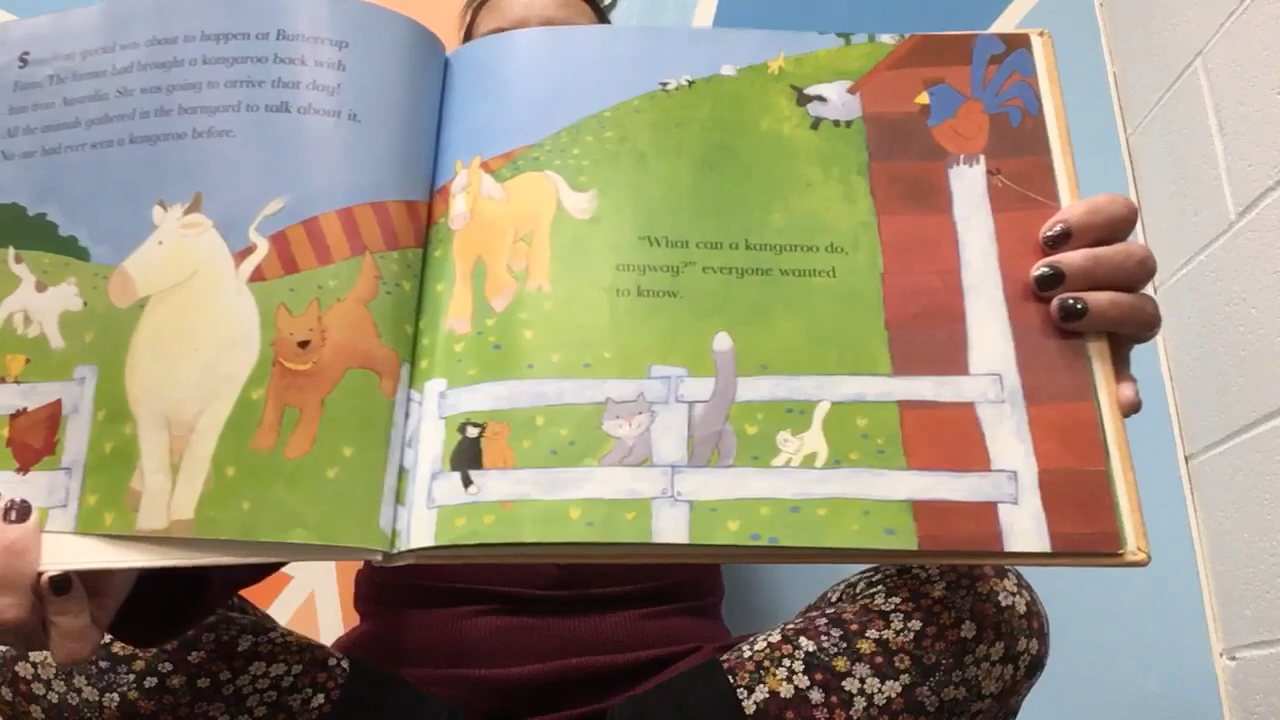 Something special was about to happen at Buttercup
Farm. The farmer had brought a kangaroo back with
him from Australia. She was going to arrive that day!
All the animals gathered in the barnyard to talk about it.
No one had ever seen a kangaroo before.
“What can a kangaroo do,
anyway?” everyone wanted
to know.